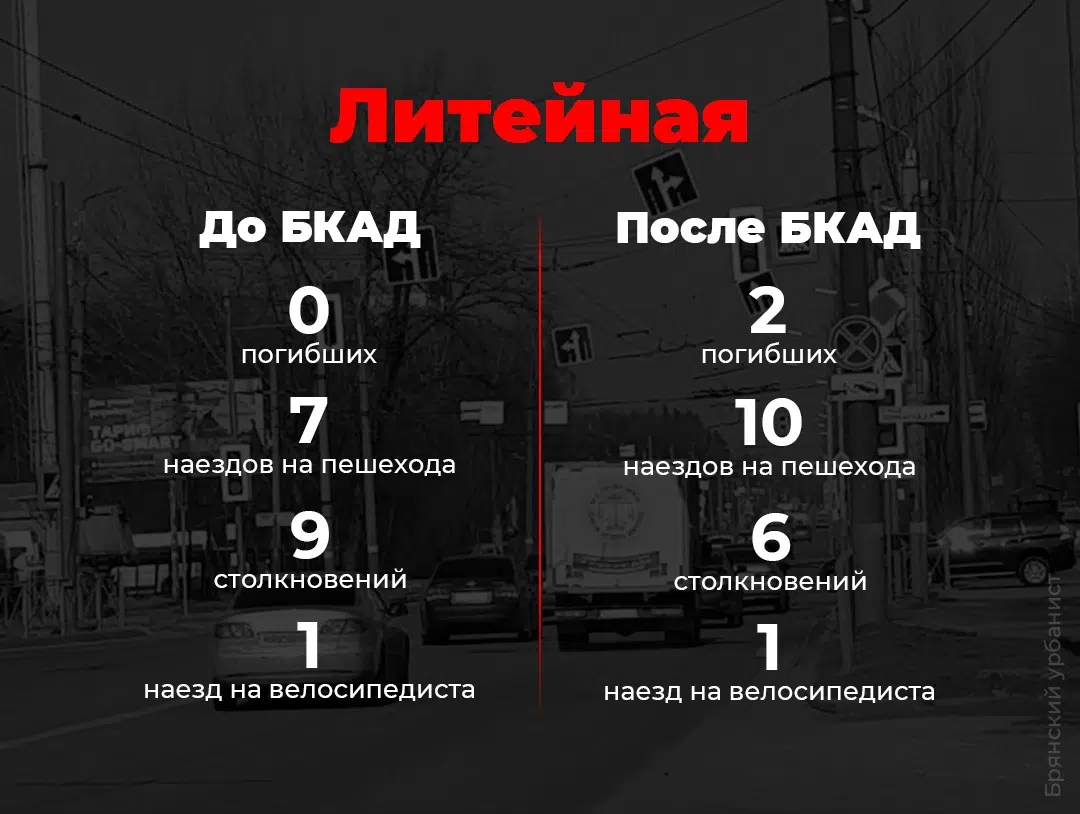 Литейная
До БКАД
0
погибших
7
наездов на пешехода
9
столкновений
1
наезд на велосипедиста
После БКАД
2
погибших
10
наездов на пешехода
6
столкновений
1
наезд на велосипедиста
Брянский урбанист